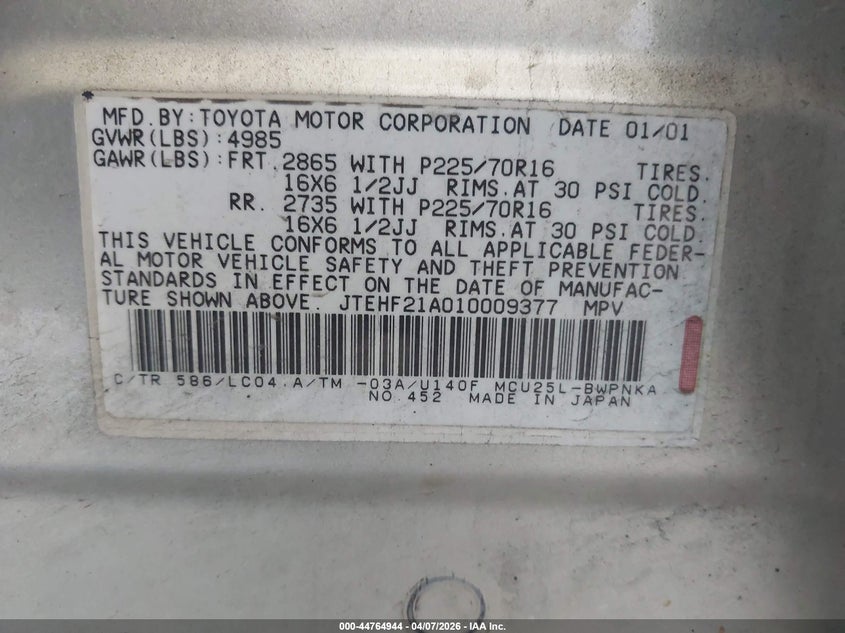 MFD.BY:TOYOTA MOTOR CORPORATION DATE 01/01
GVWR(LBS):4985
GAWR(LBS):FRT.2865 WITH P225/70R16 TIRES.
16X6 1/2JJ RIMS.AT 30 PSI COLD.
RR. 2735 WITH P225/70R16 TIRES.
16X6 1/2JJ RIMS.AT 30 PSI COLD.
THIS VEHICLE CONFORMS TO ALL APPLICABLE FEDER-
AL MOTOR VEHICLE SAFETY AND THEFT PREVENTION
STANDARDS IN EFFECT ON THE DATE OF MANUFAC-
TURE SHOWN ABOVE. JTEHF21A010009377 MPV
C/TR 586/LC04.A/TM -03A/U140F MCU25L-BWPNKA
NO.452 MADE IN JAPAN
000-44764944 - 04/07/2026 - IAA Inc.